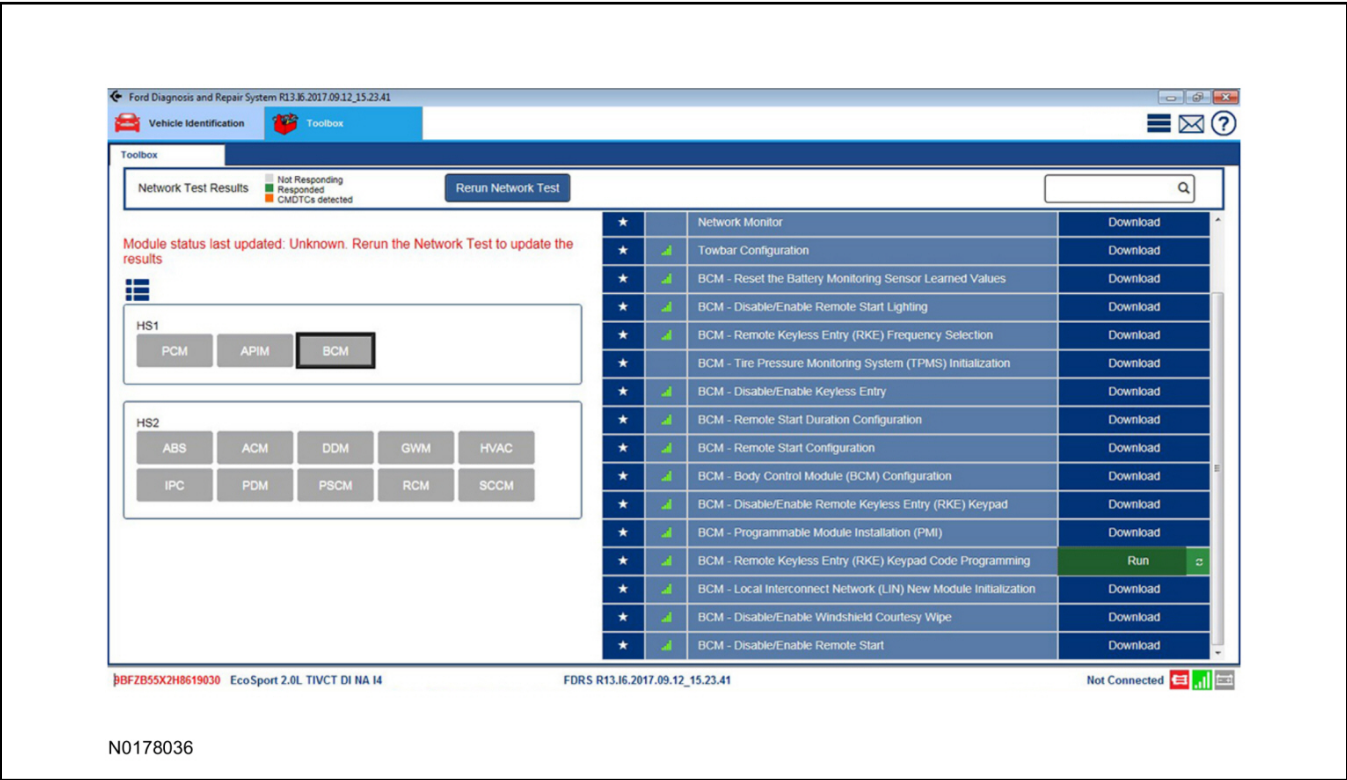 Ford Diagnosis and Repair System R13.I6.2017.09.12_15.23.41
Vehicle Identification
Toolbox
Toolbox
Network Test Results
Not Responding
Responded
CMDTCs detected
Rerun Network Test
Module status last updated: Unknown. Rerun the Network Test to update the
results
HS1
PCM APIM BCM
HS2
ABS ACM DDM GWM HVAC
IPC PDM PSCM RCM SCCM
Network Monitor Download
Towbar Configuration Download
BCM - Reset the Battery Monitoring Sensor Learned Values Download
BCM - Disable/Enable Remote Start Lighting Download
BCM - Remote Keyless Entry (RKE) Frequency Selection Download
BCM - Tire Pressure Monitoring System (TPMS) Initialization Download
BCM - Disable/Enable Keyless Entry Download
BCM - Remote Start Duration Configuration Download
BCM - Remote Start Configuration Download
BCM - Body Control Module (BCM) Configuration Download
BCM - Disable/Enable Remote Keyless Entry (RKE) Keypad Download
BCM - Programmable Module Installation (PMI) Download
BCM - Remote Keyless Entry (RKE) Keypad Code Programming Run
BCM - Local Interconnect Network (LIN) New Module Initialization Download
BCM - Disable/Enable Windshield Courtesy Wipe Download
BCM - Disable/Enable Remote Start Download
9BFZB55X2H8619030 EcoSport 2.0L TIVCT DI NA I4 FDRS R13.I6.2017.09.12_15.23.41 Not Connected
N0178036